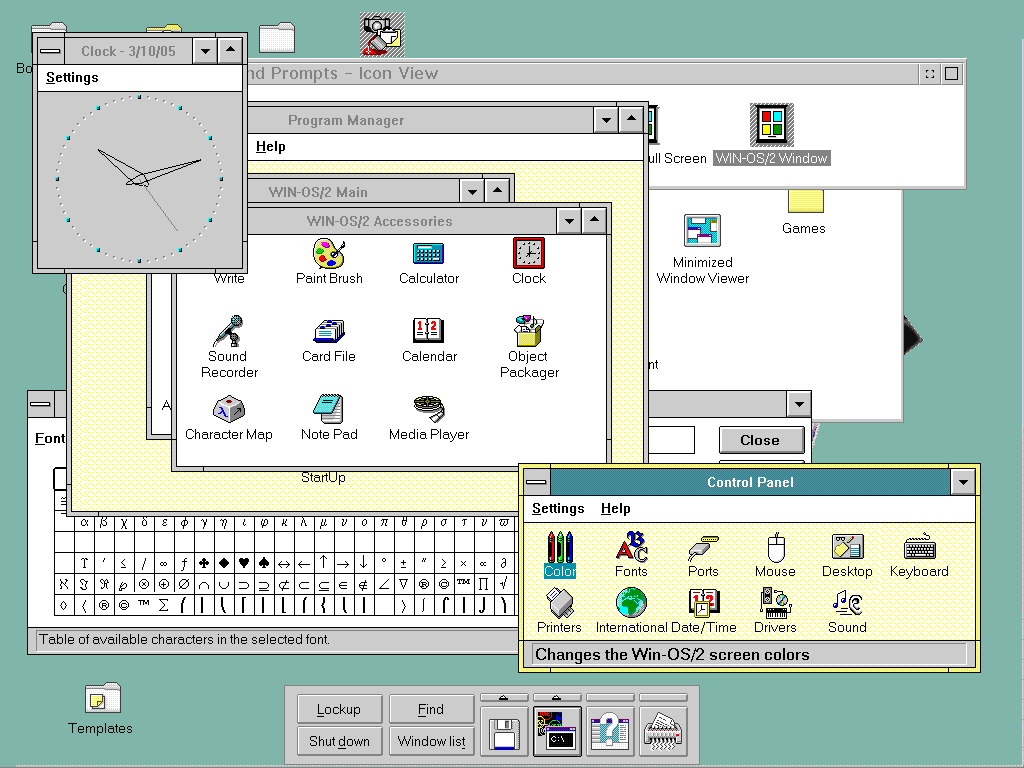 Bo
Clock - 3/10/05
Settings
nd Prompts - Icon View
Program Manager
Help
ull Screen
WIN-OS/2 Window
WIN-OS/2 Main
WIN-OS/2 Accessories
Games
Minimized
Window Viewer
Write
Paint Brush
Calculator
Clock
Sound
Recorder
Card File
Calendar
Object
Packager
nt
A
Character Map
Note Pad
Media Player
Font
Close
StartUp
Control Panel
Settings Help
Color
Fonts
Ports
Mouse
Desktop
Keyboard
Printers
International
Date/Time
Drivers
Sound
Changes the Win-OS/2 screen colors
α β χ δ ε φ γ η ι φ κ λ μ ν ο π θ ρ σ τ υ ϖ
ϒ ′ ≤ ⁄ ∞ ƒ ♣ ♦ ♥ ♠ ↔ ← ↑ → ↓ ° ± ″ ≥ × ∝
ℵ ℑ ℜ ℘ ⊗ ⊕ ∅ ∩ ∪ ⊃ ⊇ ⊄ ⊂ ⊆ ∈ ∉ ∠ ∇ ® © ™ ∏ √
◊ 〈 ® © ™ ∑
Table of available characters in the selected font.
Templates
Lockup
Find
Shut down
Window list
C:\